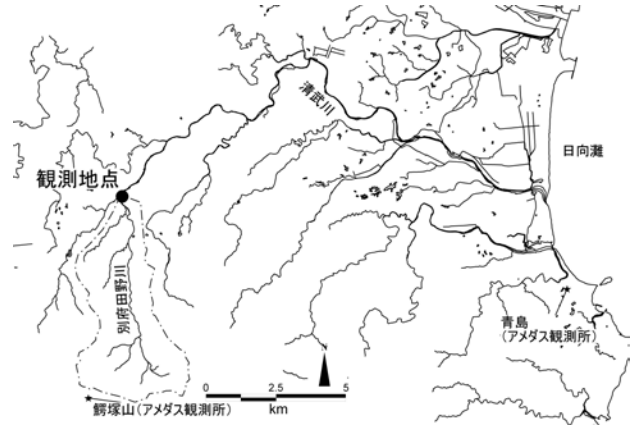 清武川
日向灘
観測地点
別府田野川
青島
(アメダス観測所)
N
鰐塚山(アメダス観測所)
0 2.5 5
km